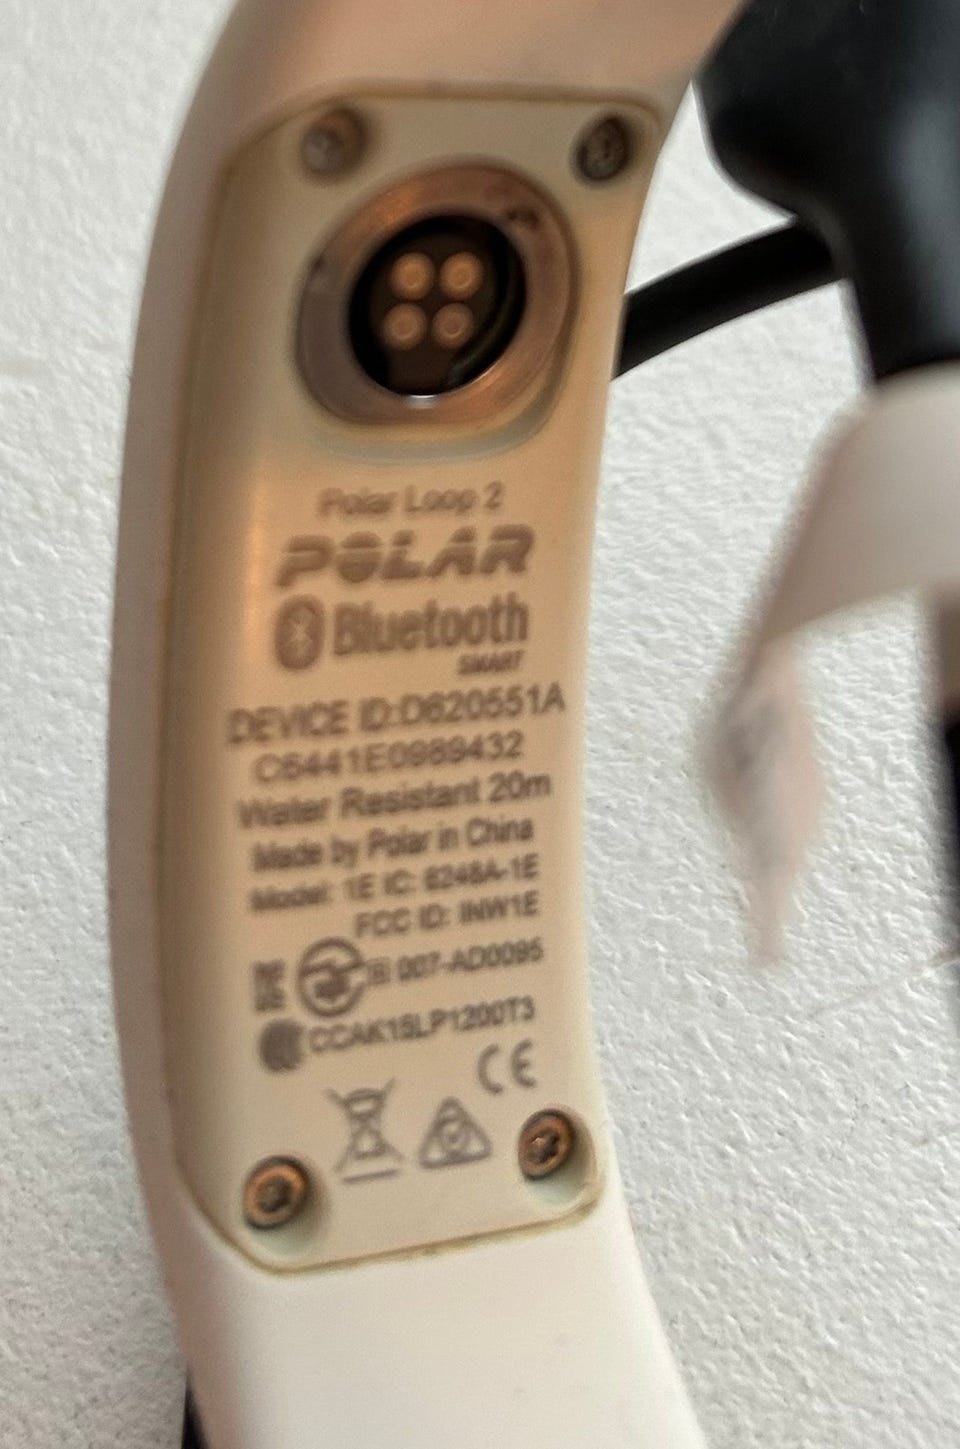 Polar Loop 2
POLAR
Bluetooth
SMART
DEVICE ID:D620551A
C6441E0989432
Water Resistant 20m
Made by Polar in China
Model: 1E IC: 6248A-1E
FCC ID: INW1E
007-AD0095
CCAK15LP1200T3
CE